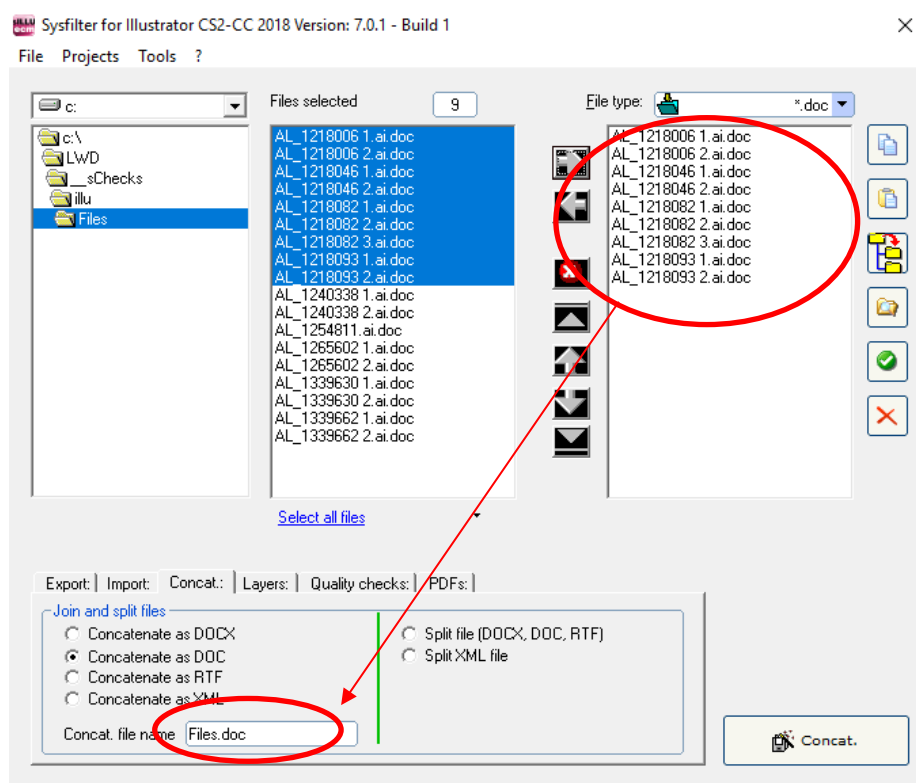 Sysfilter for Illustrator CS2-CC 2018 Version: 7.0.1 - Build 1
File Projects Tools ?
c:
Files selected 9
File type: *.doc
c:\
LWD
__sChecks
illu
Files
AL_1218006 1.ai.doc
AL_1218006 2.ai.doc
AL_1218046 1.ai.doc
AL_1218046 2.ai.doc
AL_1218082 1.ai.doc
AL_1218082 2.ai.doc
AL_1218082 3.ai.doc
AL_1218093 1.ai.doc
AL_1218093 2.ai.doc
AL_1240338 1.ai.doc
AL_1240338 2.ai.doc
AL_1254811.ai.doc
AL_1265602 1.ai.doc
AL_1265602 2.ai.doc
AL_1339630 1.ai.doc
AL_1339630 2.ai.doc
AL_1339662 1.ai.doc
AL_1339662 2.ai.doc
Select all files
AL_1218006 1.ai.doc
AL_1218006 2.ai.doc
AL_1218046 1.ai.doc
AL_1218046 2.ai.doc
AL_1218082 1.ai.doc
AL_1218082 2.ai.doc
AL_1218082 3.ai.doc
AL_1218093 1.ai.doc
AL_1218093 2.ai.doc
Export: Import: Concat.: Layers: Quality checks: PDFs:
Join and split files
Concatenate as DOCX
Concatenate as DOC
Concatenate as RTF
Concatenate as XML
Concat. file name Files.doc
Split file (DOCX, DOC, RTF)
Split XML file
Concat.